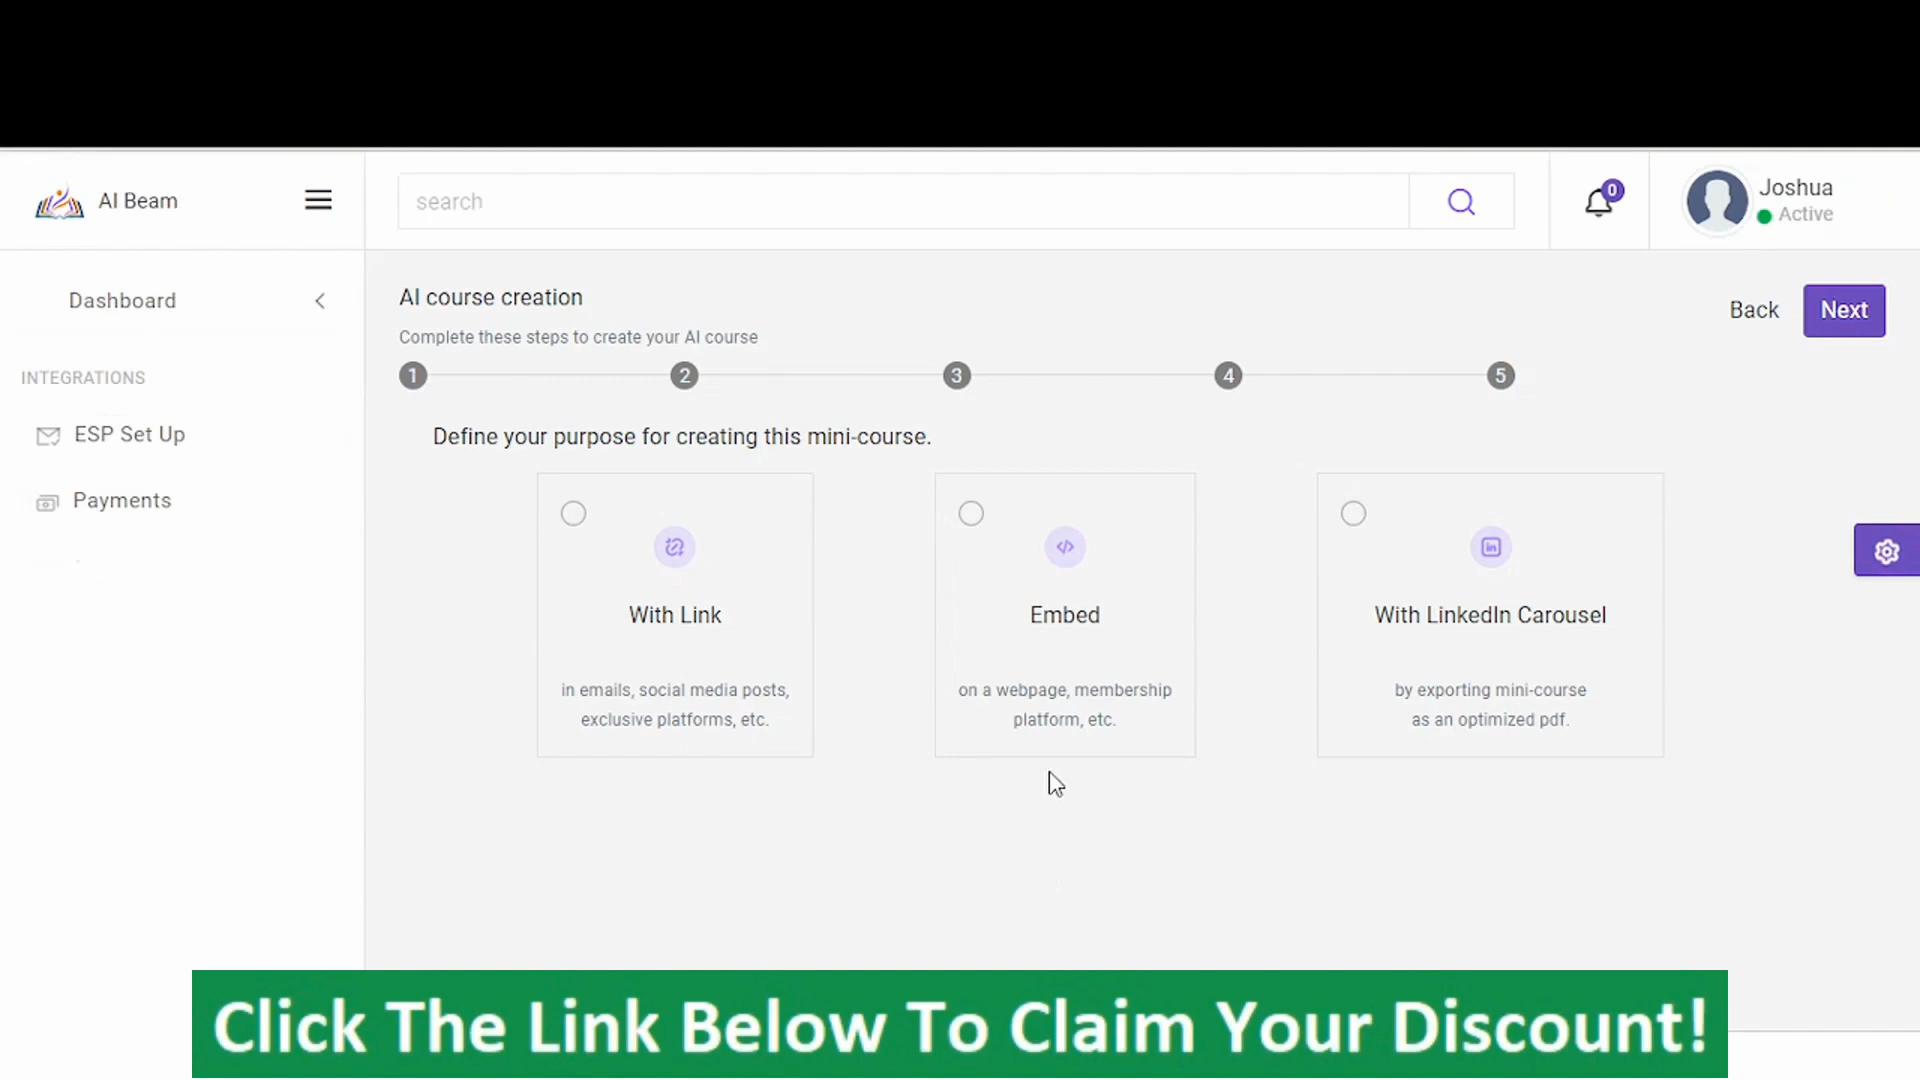 AI Beam
search
0
Joshua
Active
Dashboard
INTEGRATIONS
ESP Set Up
Payments
AI course creation
Complete these steps to create your AI course
Back
Next
1 2 3 4 5
Define your purpose for creating this mini-course.
With Link
in emails, social media posts,
exclusive platforms, etc.
Embed
on a webpage, membership
platform, etc.
in
With LinkedIn Carousel
by exporting mini-course
as an optimized pdf.
Click The Link Below To Claim Your Discount!